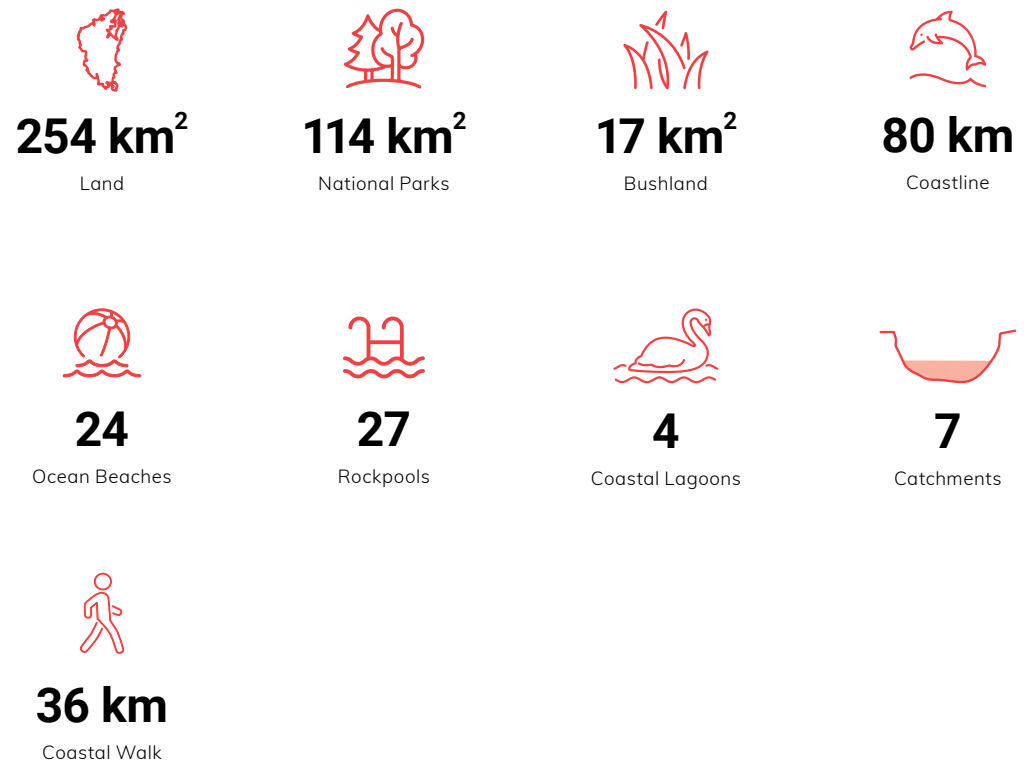 254 km²
Land
114 km²
National Parks
17 km²
Bushland
80 km
Coastline
24
Ocean Beaches
27
Rockpools
4
Coastal Lagoons
7
Catchments
36 km
Coastal Walk